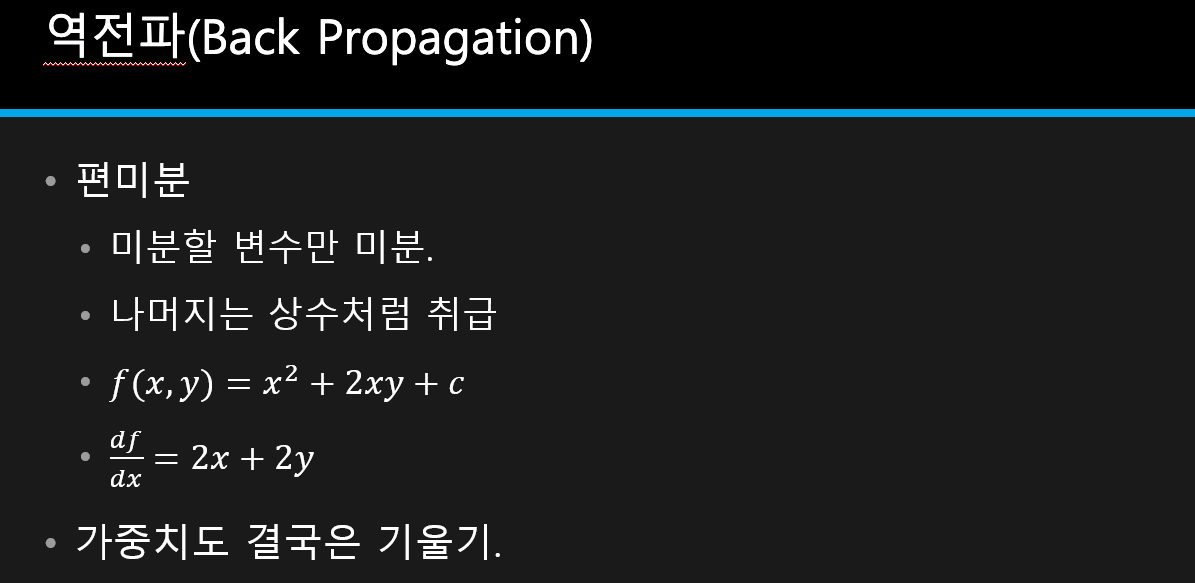 역전파(Back Propagation)
• 편미분
• 미분할 변수만 미분.
• 나머지는 상수처럼 취급
• f(x, y) = x² + 2xy + c
• df/dx = 2x + 2y
• 가중치도 결국은 기울기.